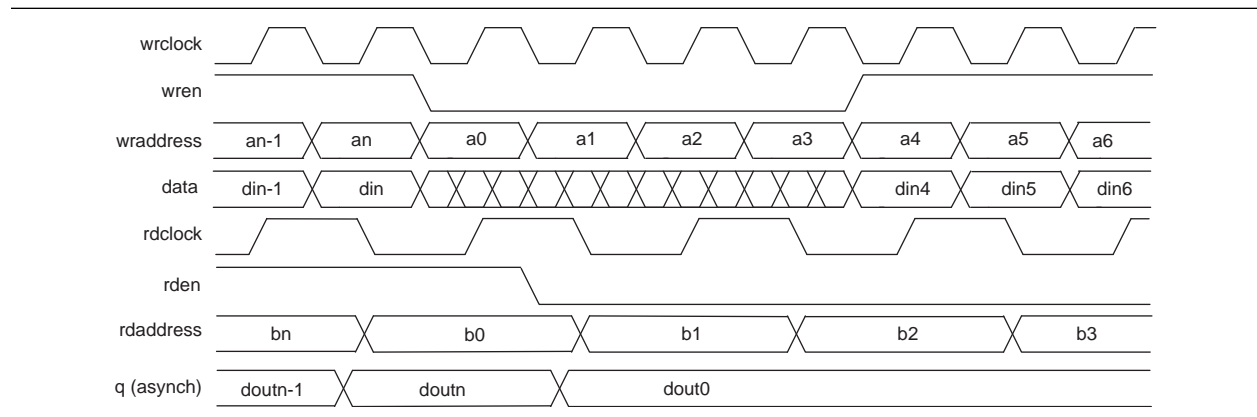 wrclock
wren
wraddress an-1 an a0 a1 a2 a3 a4 a5 a6
data din-1 din din4 din5 din6
rdclock
rden
rdaddress bn b0 b1 b2 b3
q (asynch) doutn-1 doutn dout0